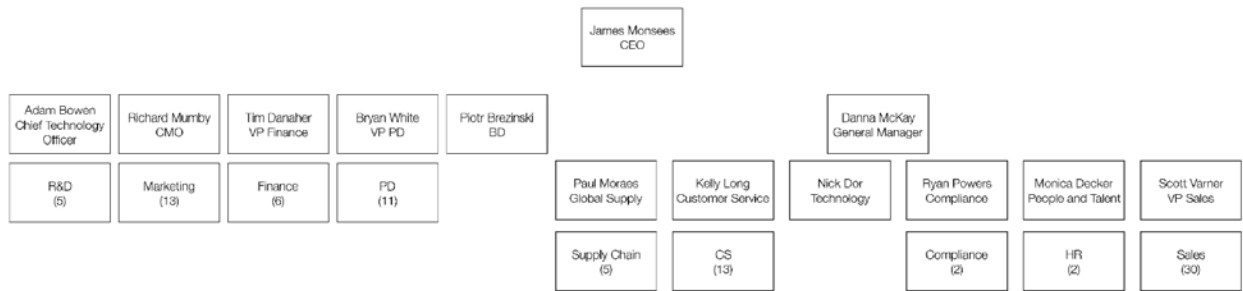 James Monsees
CEO
Adam Bowen
Chief Technology
Officer
Richard Mumby
CMO
Tim Danaher
VP Finance
Bryan White
VP PD
Piotr Brezinski
BD
Danna McKay
General Manager
R&D
(5)
Marketing
(13)
Finance
(6)
PD
(11)
Paul Moraes
Global Supply
Kelly Long
Customer Service
Nick Dor
Technology
Ryan Powers
Compliance
Monica Decker
People and Talent
Scott Varner
VP Sales
Supply Chain
(5)
CS
(13)
Compliance
(2)
HR
(2)
Sales
(30)